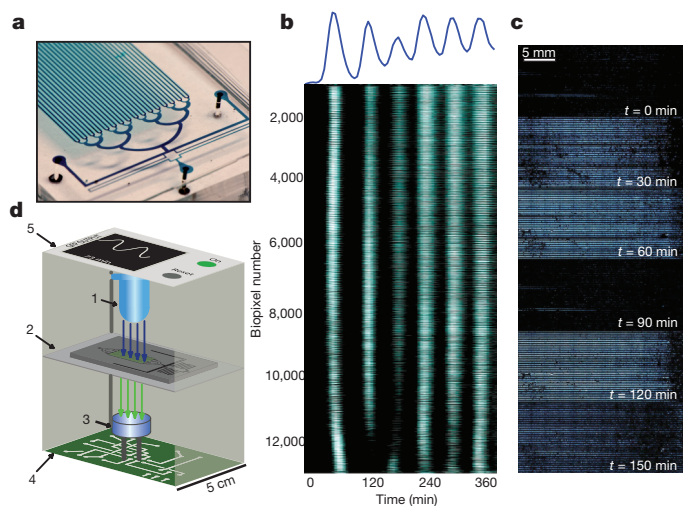 a
b
c
5 mm
t = 0 min
t = 30 min
t = 60 min
t = 90 min
t = 120 min
t = 150 min
Biopixel number
2,000
4,000
6,000
8,000
10,000
12,000
0 120 240 360
Time (min)
d
5
On
Reset
1
2
3
4
5 cm